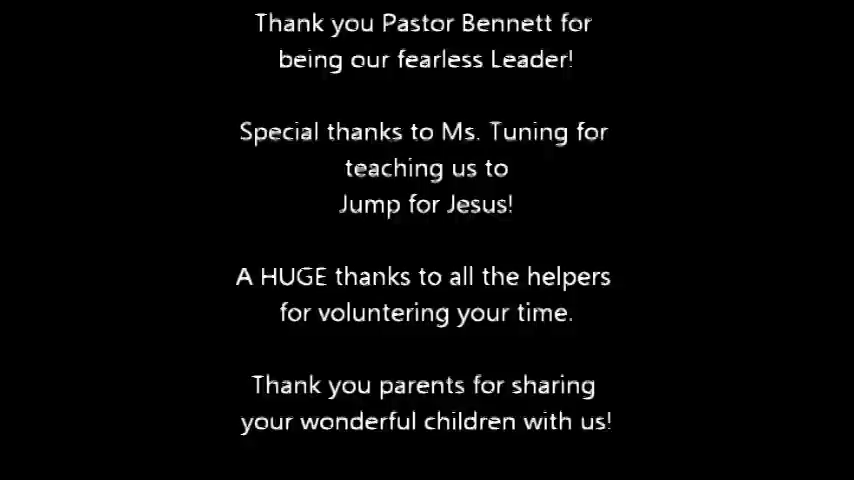 Thank you Pastor Bennett for
being our fearless Leader!
Special thanks to Ms. Tuning for
teaching us to
Jump for Jesus!
A HUGE thanks to all the helpers
for voluntering your time.
Thank you parents for sharing
your wonderful children with us!